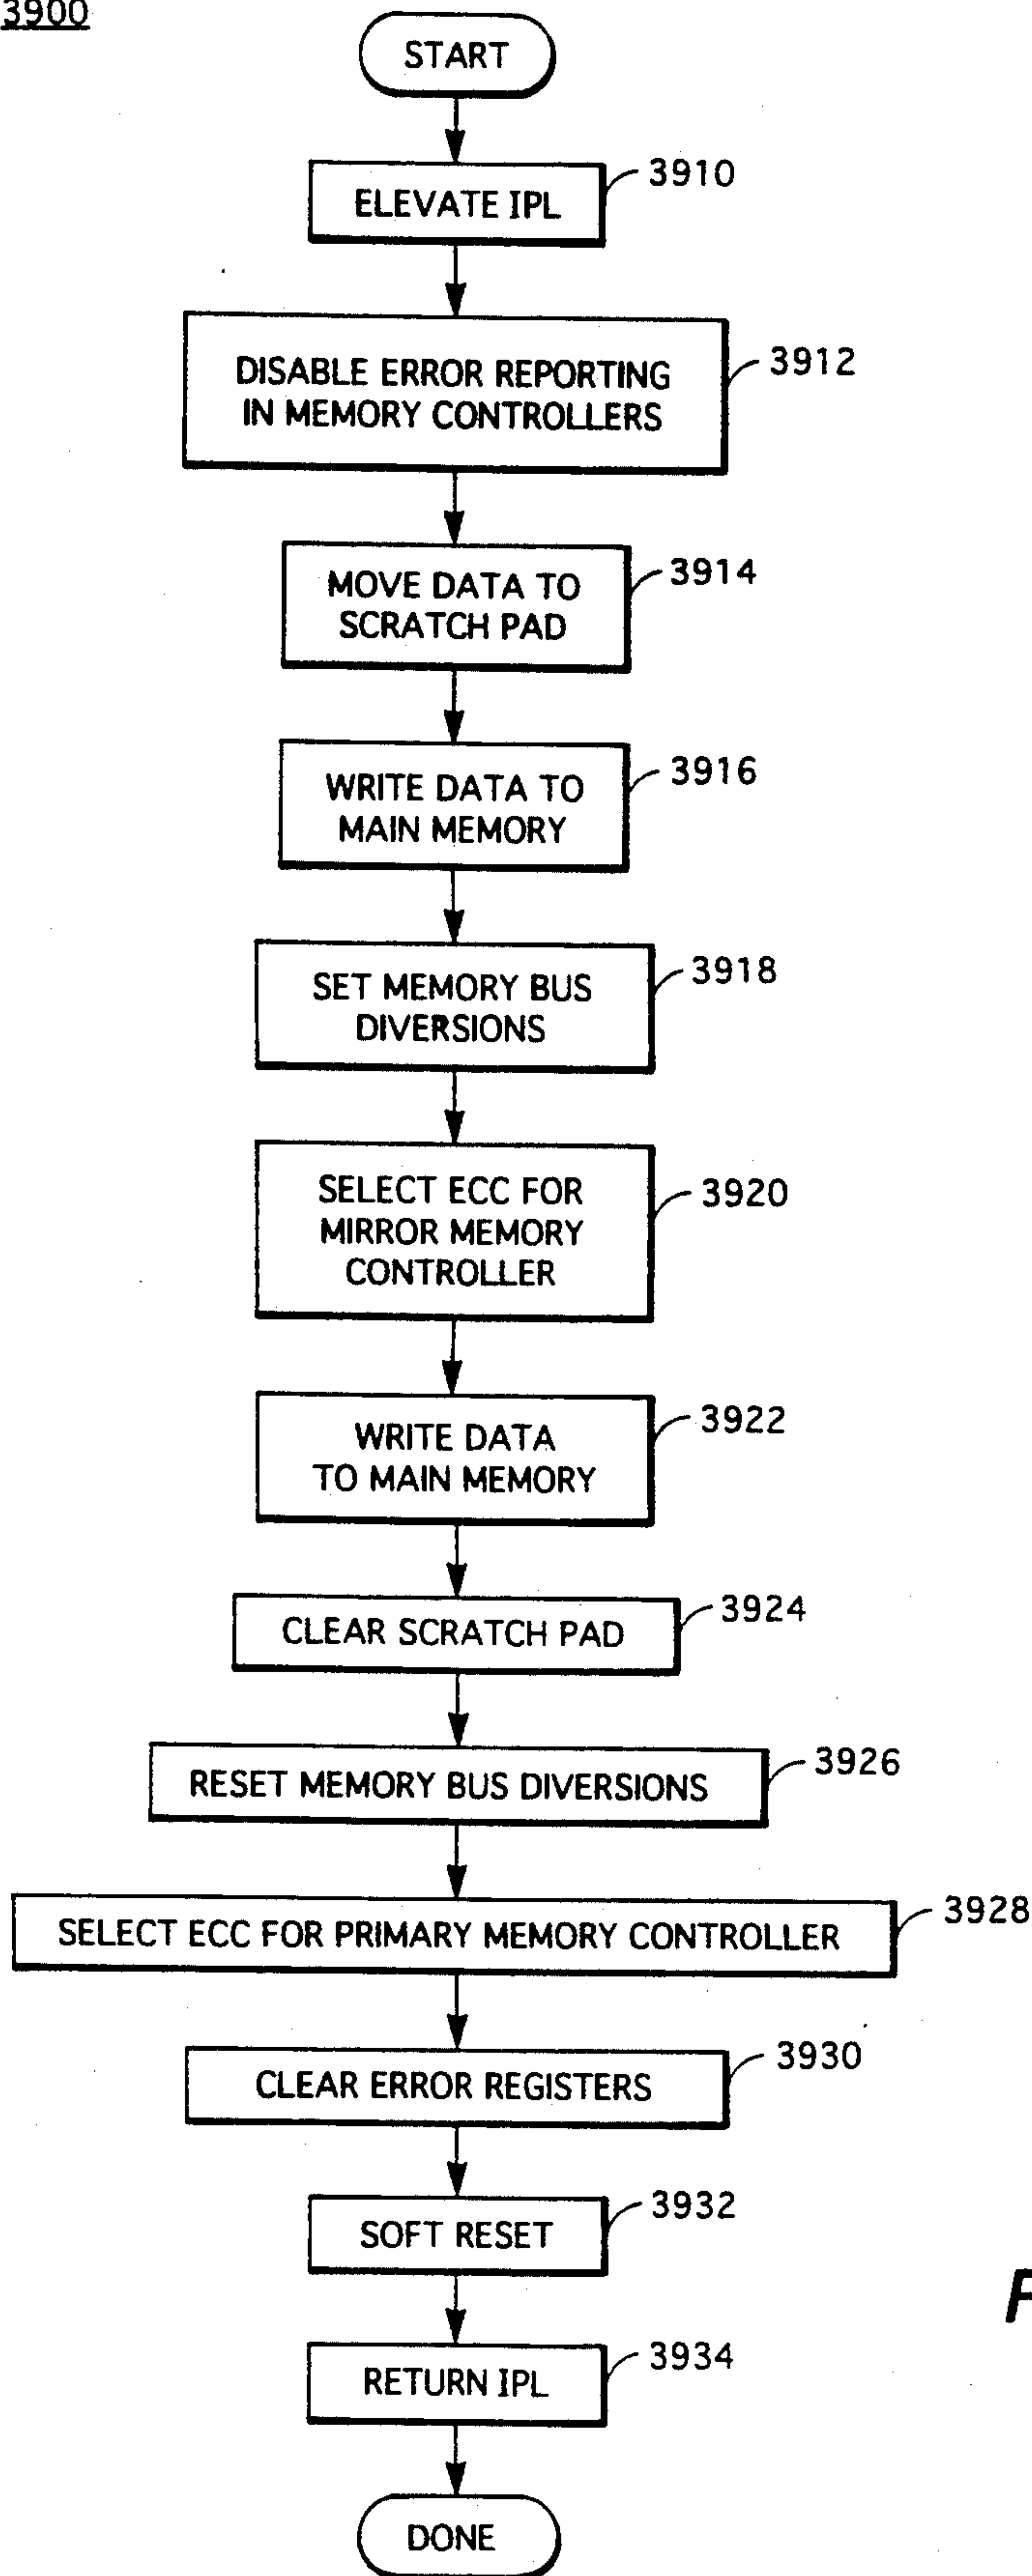 3900
START
3910
ELEVATE IPL
3912
DISABLE ERROR REPORTING
IN MEMORY CONTROLLERS
3914
MOVE DATA TO
SCRATCH PAD
3916
WRITE DATA TO
MAIN MEMORY
3918
SET MEMORY BUS
DIVERSIONS
3920
SELECT ECC FOR
MIRROR MEMORY
CONTROLLER
3922
WRITE DATA
TO MAIN MEMORY
3924
CLEAR SCRATCH PAD
3926
RESET MEMORY BUS DIVERSIONS
3928
SELECT ECC FOR PRIMARY MEMORY CONTROLLER
3930
CLEAR ERROR REGISTERS
3932
SOFT RESET
3934
RETURN IPL
DONE